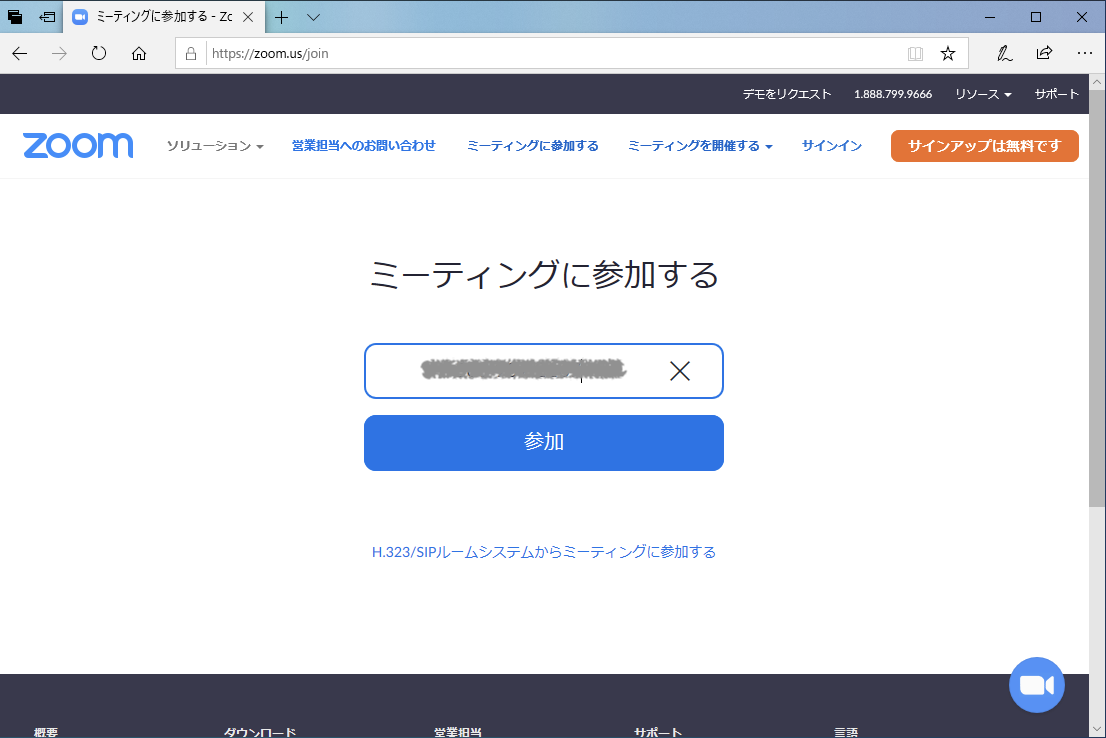 ミーティングに参加する - Zc
https://zoom.us/join
デモをリクエスト 1.888.799.9666 リソース サポート
zoom ソリューション 営業担当へのお問い合わせ ミーティングに参加する ミーティングを開催する サインイン サインアップは無料です
ミーティングに参加する
参加
H.323/SIPルームシステムからミーティングに参加する
概要 ダウンロード 営業担当 サポート 言語